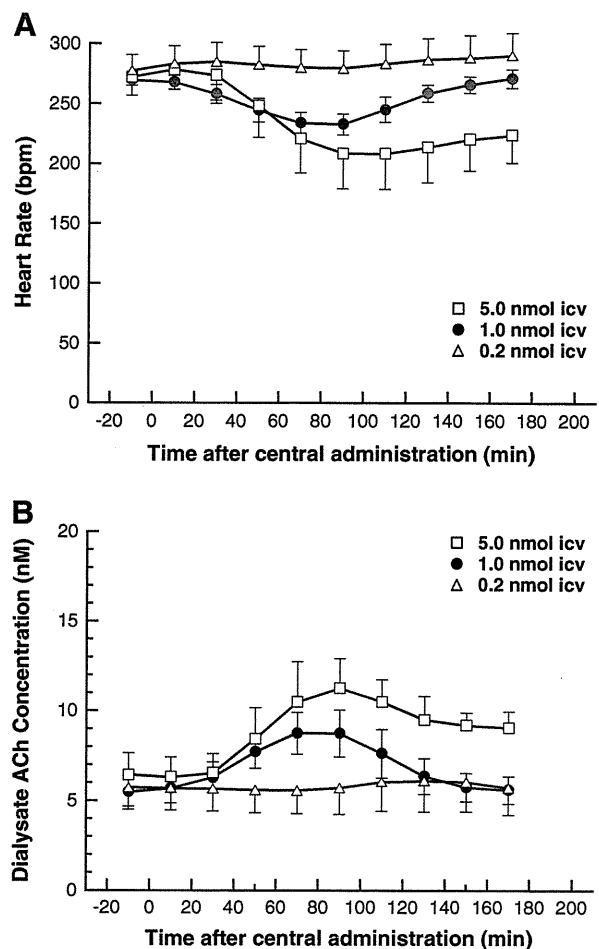 A
300
250
200
150
100
50
0
Heart Rate (bpm)
5.0 nmol icv
1.0 nmol icv
0.2 nmol icv
-20 0 20 40 60 80 100 120 140 160 180 200
Time after central administration (min)
B
20
15
10
5
0
Dialysate ACh Concentration (nM)
5.0 nmol icv
1.0 nmol icv
0.2 nmol icv
-20 0 20 40 60 80 100 120 140 160 180 200
Time after central administration (min)